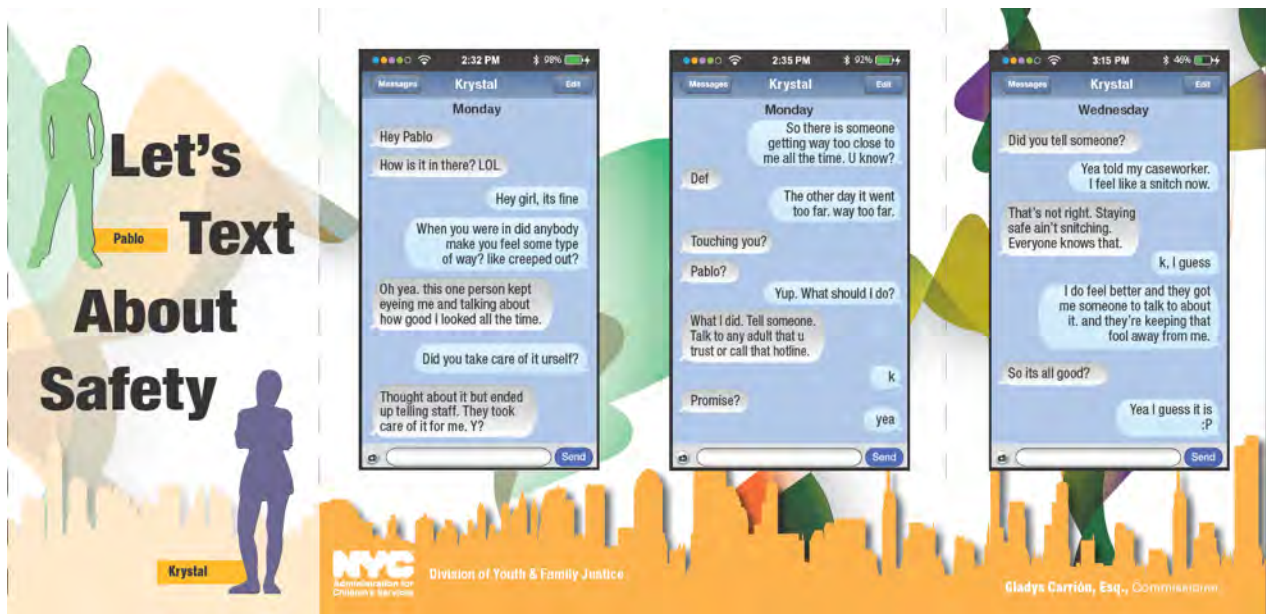 Let's
Text
About
Safety
Pablo
Krystal
2:32 PM
98%
Messages
Krystal
Edit
Monday
Hey Pablo
How is it in there? LOL
Hey girl, its fine
When you were in did anybody
make you feel some type
of way? like creeped out?
Oh yea. this one person kept
eyeing me and talking about
how good I looked all the time.
Did you take care of it urself?
Thought about it but ended
up telling staff. They took
care of it for me. Y?
Send
2:35 PM
92%
Messages
Krystal
Edit
Monday
So there is someone
getting way too close to
me all the time. U know?
Def
The other day it went
too far. way too far.
Touching you?
Pablo?
Yup. What should I do?
What I did. Tell someone.
Talk to any adult that u
trust or call that hotline.
k
Promise?
yea
Send
3:15 PM
46%
Messages
Krystal
Edit
Wednesday
Did you tell someone?
Yea told my caseworker.
I feel like a snitch now.
That's not right. Staying
safe ain't snitching.
Everyone knows that.
k, I guess
I do feel better and they got
me someone to talk to about
it. and they're keeping that
fool away from me.
So its all good?
Yea I guess it is
:P
Send
NYC
Administration for
Children's Services
Division of Youth & Family Justice
Gladys Carrión, Esq., Commissioner